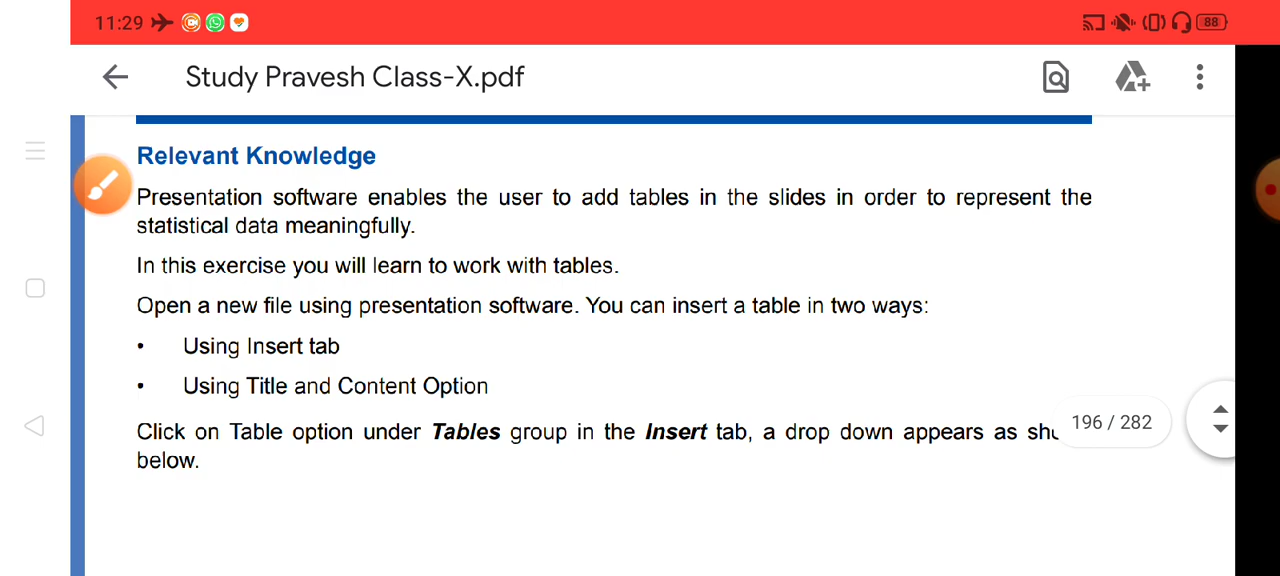 11:29
88
Study Pravesh Class-X.pdf
Relevant Knowledge
Presentation software enables the user to add tables in the slides in order to represent the
statistical data meaningfully.
In this exercise you will learn to work with tables.
Open a new file using presentation software. You can insert a table in two ways:
• Using Insert tab
• Using Title and Content Option
Click on Table option under Tables group in the Insert tab, a drop down appears as
below.
196 / 282